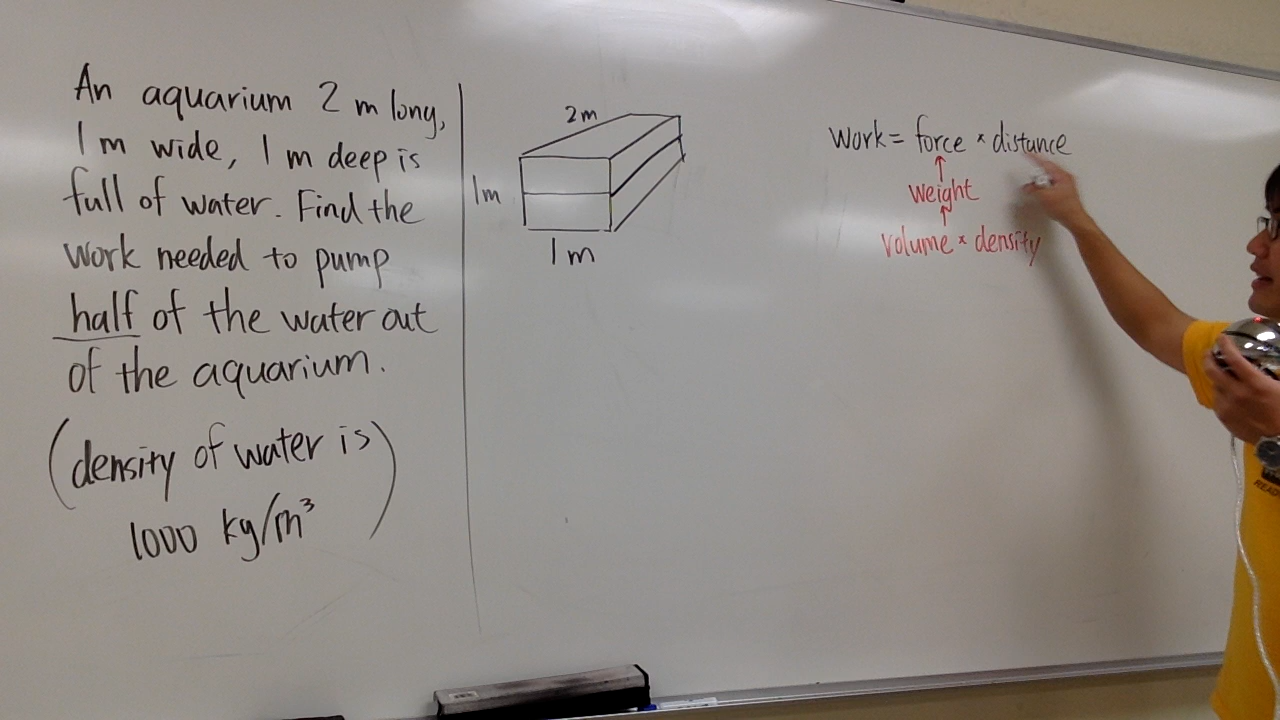 An aquarium 2 m long,
1 m wide, 1 m deep is
full of water. Find the
work needed to pump
half of the water out
of the aquarium.
(density of water is
1000 kg/m³)
2m
1m
1m
Work = force × distance
weight
volume × density